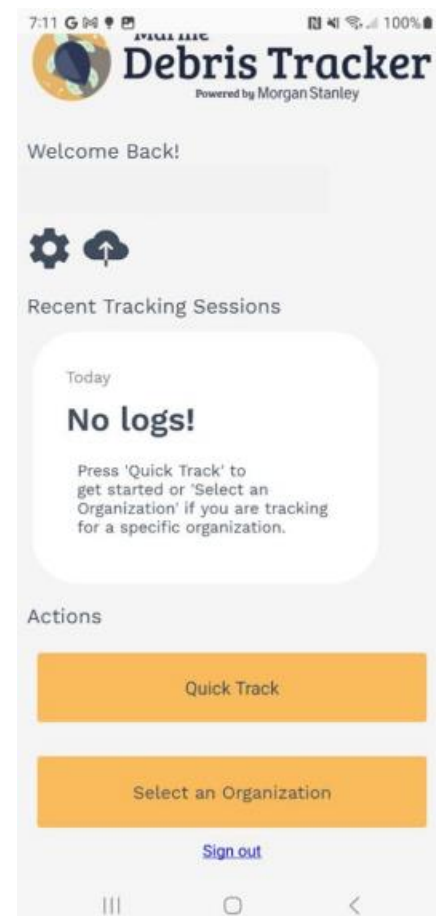 7:11 G 100%
Marine
Debris Tracker
Powered by Morgan Stanley
Welcome Back!
Recent Tracking Sessions
Today
No logs!
Press 'Quick Track' to
get started or 'Select an
Organization' if you are tracking
for a specific organization.
Actions
Quick Track
Select an Organization
Sign out